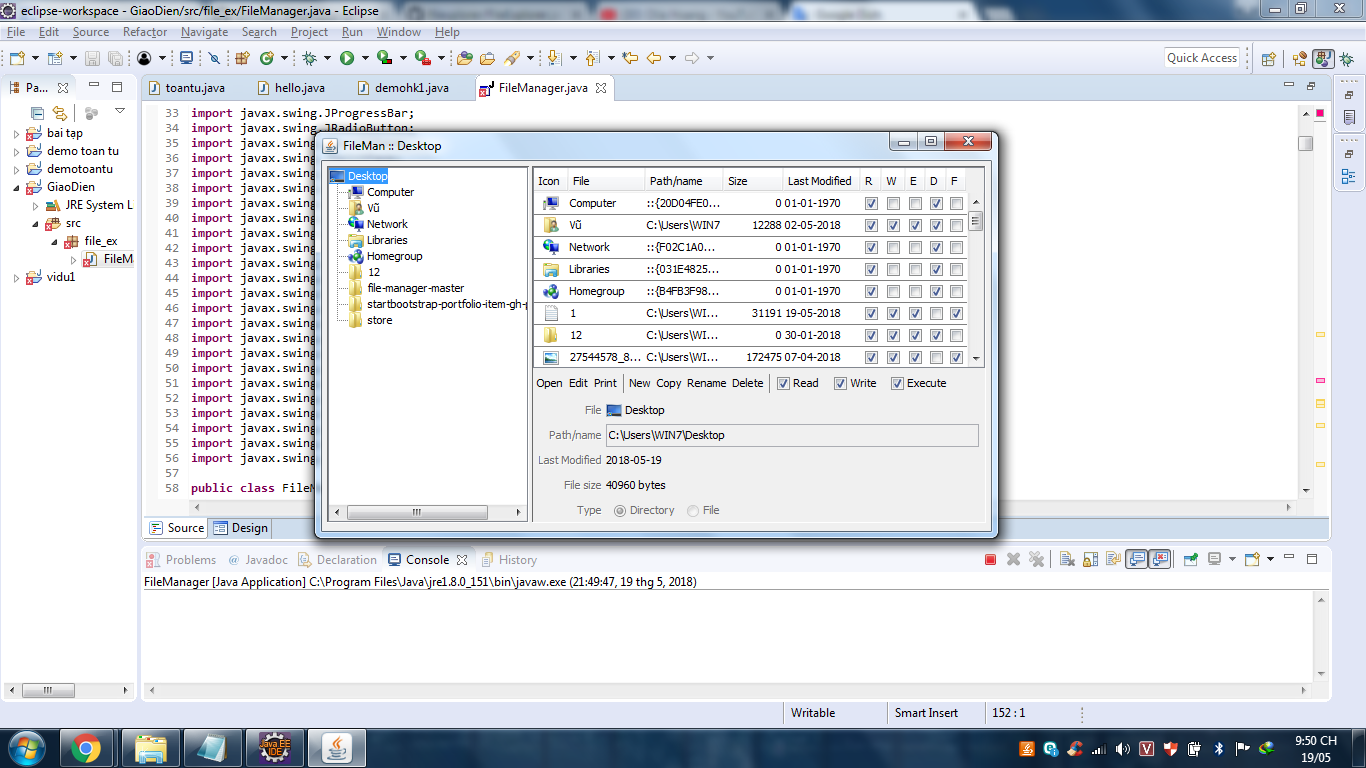 eclipse-workspace - GiaoDien/src/file_ex/FileManager.java - Eclipse
File Edit Source Refactor Navigate Search Project Run Window Help
Quick Access
Pa...
bai tạp
demo toan tu
demotoantu
GiaoDien
JRE System L
src
file_ex
FileM
vidu1
toantu.java hello.java demohk1.java FileManager.java
33 import javax.swing.JProgressBar;
34 import javax.swing.JRadioButton;
35 import javax.swing
36 import javax.swing
37 import javax.swing
38 import javax.swing
39 import javax.swing
40 import javax.swing
41 import javax.swing
42 import javax.swing
43 import javax.swing
44 import javax.swing
45 import javax.swing
46 import javax.swing
47 import javax.swing
48 import javax.swing
49 import javax.swing
50 import javax.swing
51 import javax.swing
52 import javax.swing
53 import javax.swing
54 import javax.swing
55 import javax.swing
56 import javax.swing
57
58 public class FileM
Source Design
FileMan :: Desktop
Desktop
Computer
Vũ
Network
Libraries
Homegroup
12
file-manager-master
startbootstrap-portfolio-item-gh-p
store
Icon File Path/name Size Last Modified R W E D F
Computer ::{20D04FE0... 0 01-01-1970
Vũ C:\Users\WIN7 12288 02-05-2018
Network ::{F02C1A0... 0 01-01-1970
Libraries ::{031E4825... 0 01-01-1970
Homegroup ::{B4FB3F98... 0 01-01-1970
1 C:\Users\WI... 31191 19-05-2018
12 C:\Users\WI... 0 30-01-2018
27544578_8... C:\Users\WI... 172475 07-04-2018
Open Edit Print New Copy Rename Delete Read Write Execute
File Desktop
Path/name C:\Users\WIN7\Desktop
Last Modified 2018-05-19
File size 40960 bytes
Type Directory File
Problems @ Javadoc Declaration Console History
FileManager [Java Application] C:\Program Files\Java\jre1.8.0_151\bin\javaw.exe (21:49:47, 19 thg 5, 2018)
Writable Smart Insert 152 : 1
Java EE
IDE
V
9:50 CH
19/05